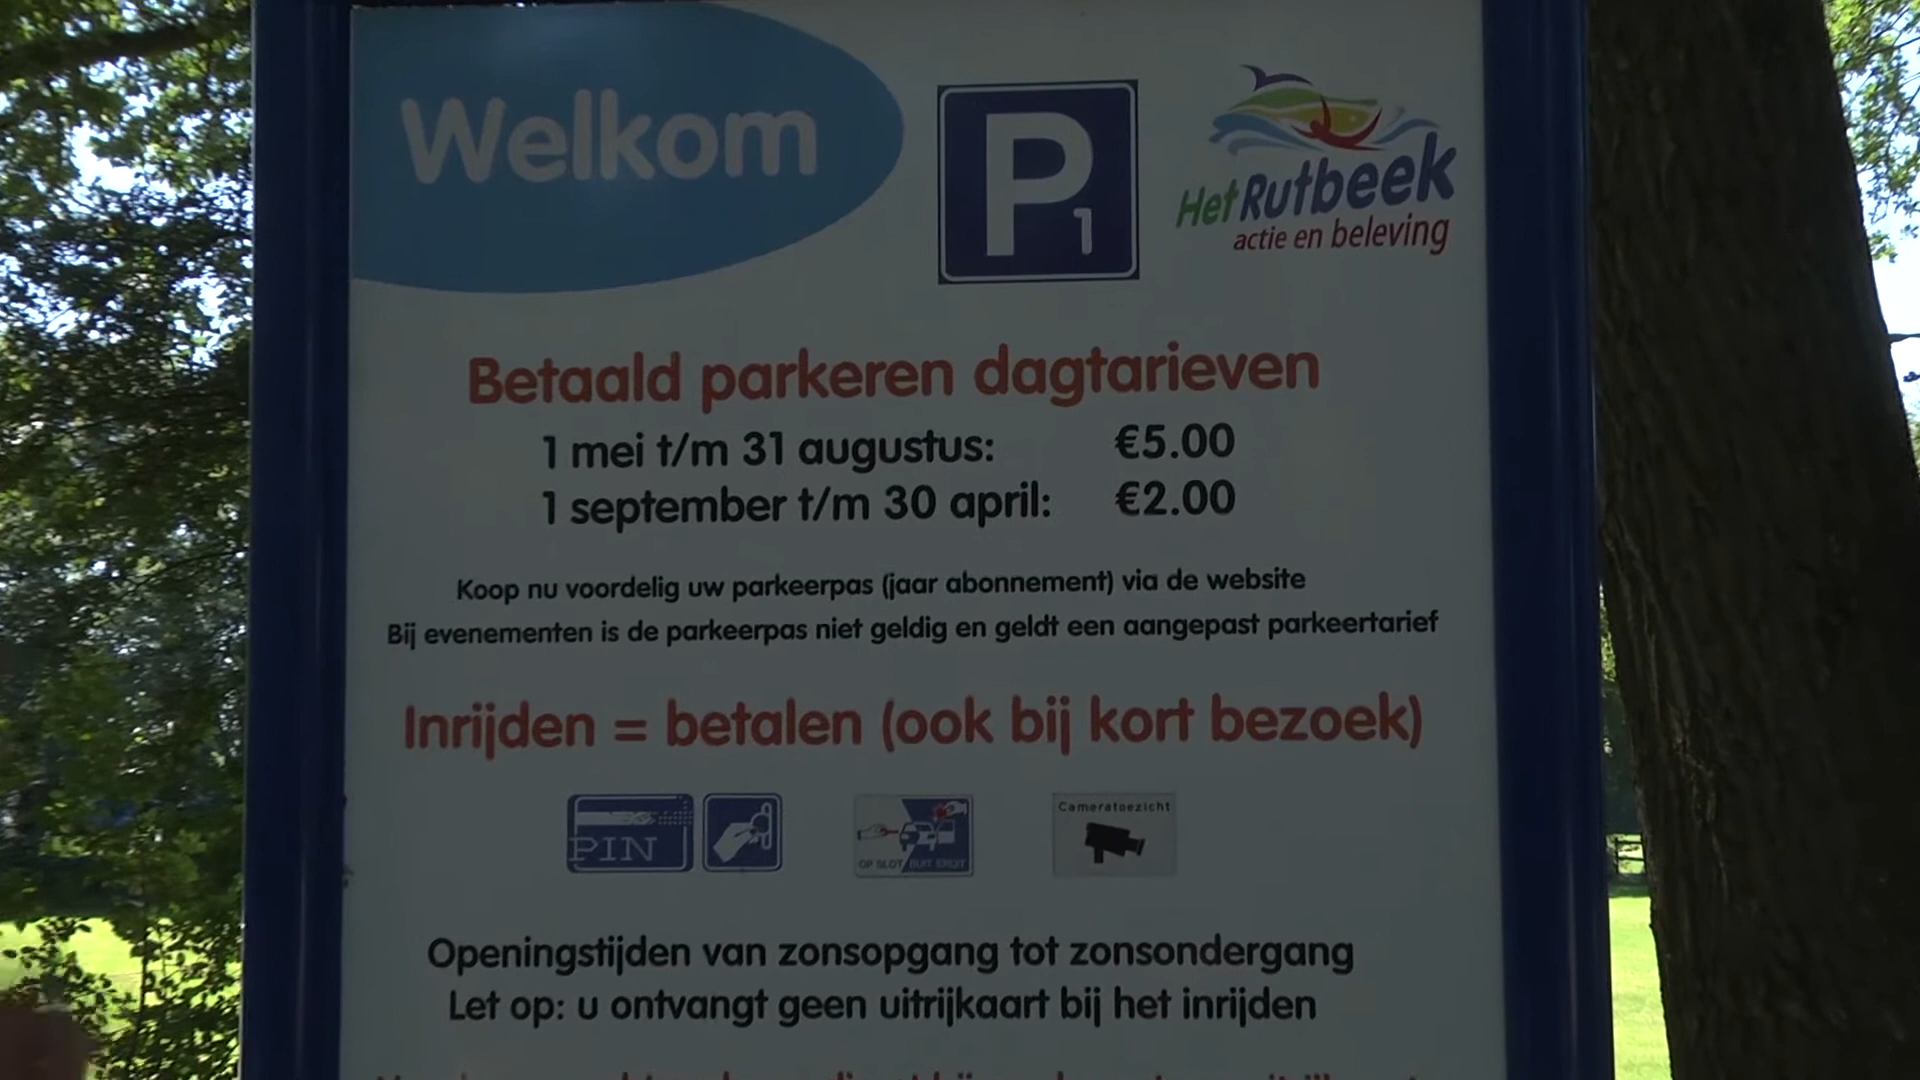 Welkom
P1
Het Rutbeek
actie en beleving
Betaald parkeren dagtarieven
1 mei t/m 31 augustus: €5.00
1 september t/m 30 april: €2.00
Koop nu voordelig uw parkeerpas (jaar abonnement) via de website
Bij evenementen is de parkeerpas niet geldig en geldt een aangepast parkeertarief
Inrijden = betalen (ook bij kort bezoek)
PIN
OP SLOT BUIT ERUIT
Cameratoezicht
Openingstijden van zonsopgang tot zonsondergang
Let op: u ontvangt geen uitrijkaart bij het inrijden